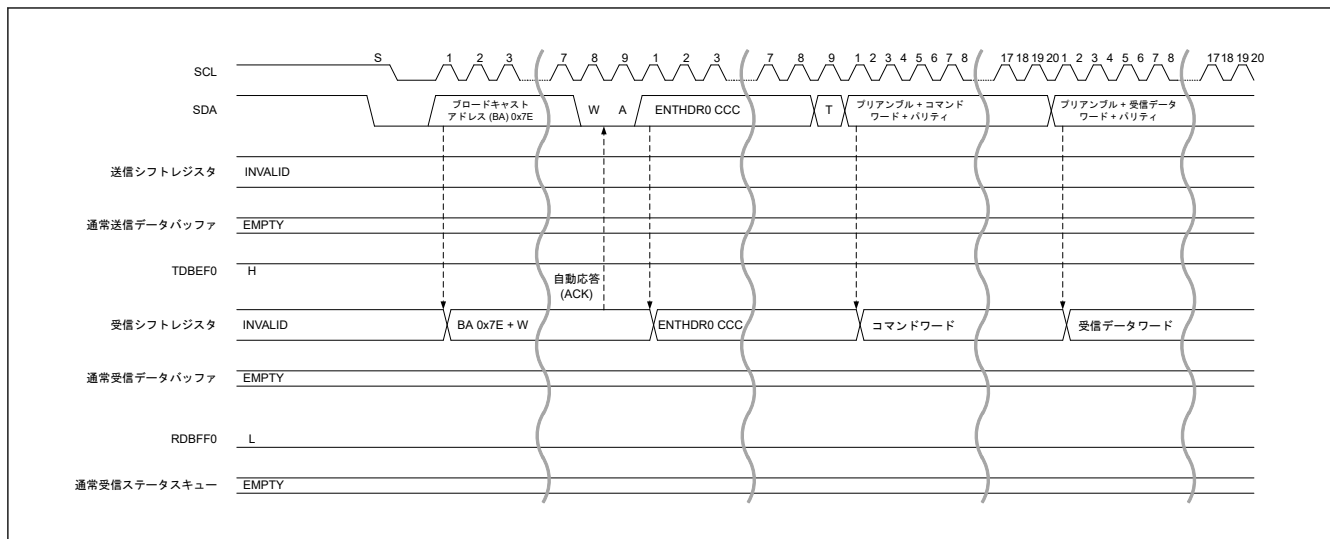 S
1 2 3 7 8 9 1 2 3 7 8 9 1 2 3 4 5 6 7 8 17 18 19 20 1 2 3 4 5 6 7 8 17 18 19 20
SCL
SDA
ブロードキャスト
アドレス (BA) 0x7E
W
A
ENTHDR0 CCC
T
プリアンブル + コマンド
ワード + パリティ
プリアンブル + 受信データ
ワード + パリティ
送信シフトレジスタ
INVALID
通常送信データバッファ
EMPTY
TDBEF0
H
自動応答
(ACK)
受信シフトレジスタ
INVALID
BA 0x7E + W
ENTHDR0 CCC
コマンドワード
受信データワード
通常受信データバッファ
EMPTY
RDBFF0
L
通常受信ステータスキュー
EMPTY